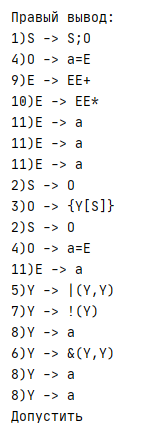 Правый вывод:
1)S -> S;O
4)O -> a=E
9)E -> EE+
10)E -> EE*
11)E -> a
11)E -> a
11)E -> a
2)S -> O
3)O -> {Y[S]}
2)S -> O
4)O -> a=E
11)E -> a
5)Y -> |(Y,Y)
7)Y -> !(Y)
8)Y -> a
6)Y -> &(Y,Y)
8)Y -> a
8)Y -> a
Допустить